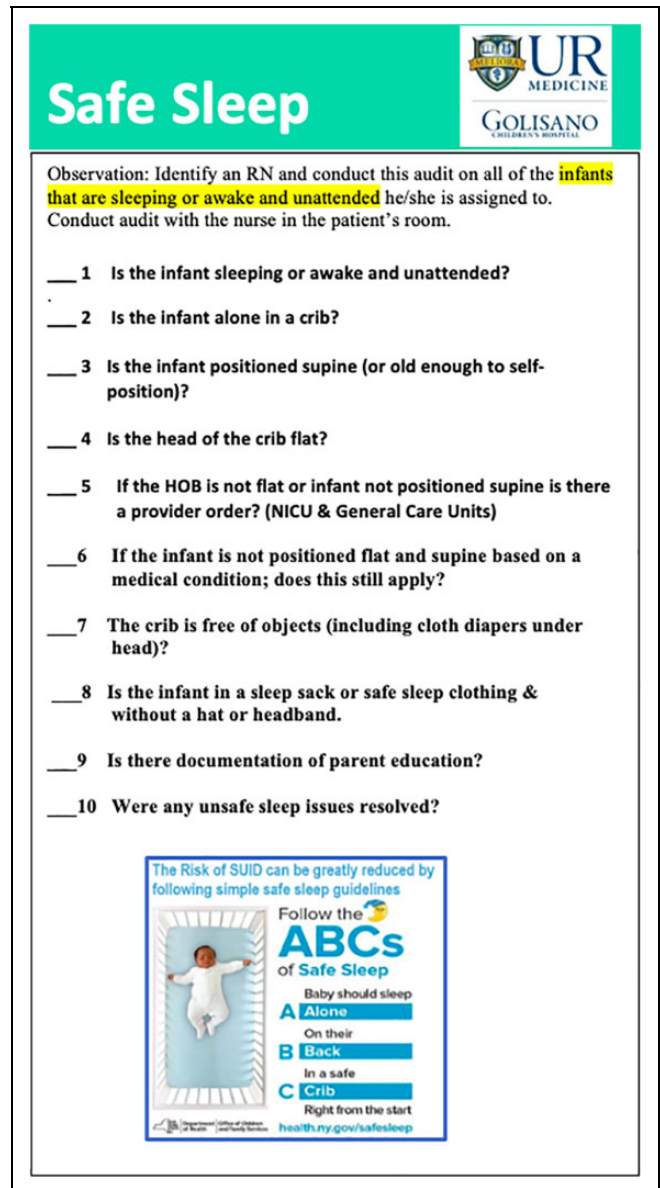 Safe Sleep
MELIORA
UR
MEDICINE
GOLISANO
CHILDREN'S HOSPITAL
Observation: Identify an RN and conduct this audit on all of the infants
that are sleeping or awake and unattended he/she is assigned to.
Conduct audit with the nurse in the patient's room.
___ 1 Is the infant sleeping or awake and unattended?
.
___ 2 Is the infant alone in a crib?
___ 3 Is the infant positioned supine (or old enough to self-
position)?
___ 4 Is the head of the crib flat?
___ 5 If the HOB is not flat or infant not positioned supine is there
a provider order? (NICU & General Care Units)
___6 If the infant is not positioned flat and supine based on a
medical condition; does this still apply?
___7 The crib is free of objects (including cloth diapers under
head)?
___8 Is the infant in a sleep sack or safe sleep clothing &
without a hat or headband.
___9 Is there documentation of parent education?
___10 Were any unsafe sleep issues resolved?
The Risk of SUID can be greatly reduced by
following simple safe sleep guidelines
Follow the
ABCs
of Safe Sleep
Baby should sleep
A Alone
On their
B Back
In a safe
C Crib
Right from the start
Department of Health
Office of Children and Family Services
health.ny.gov/safesleep